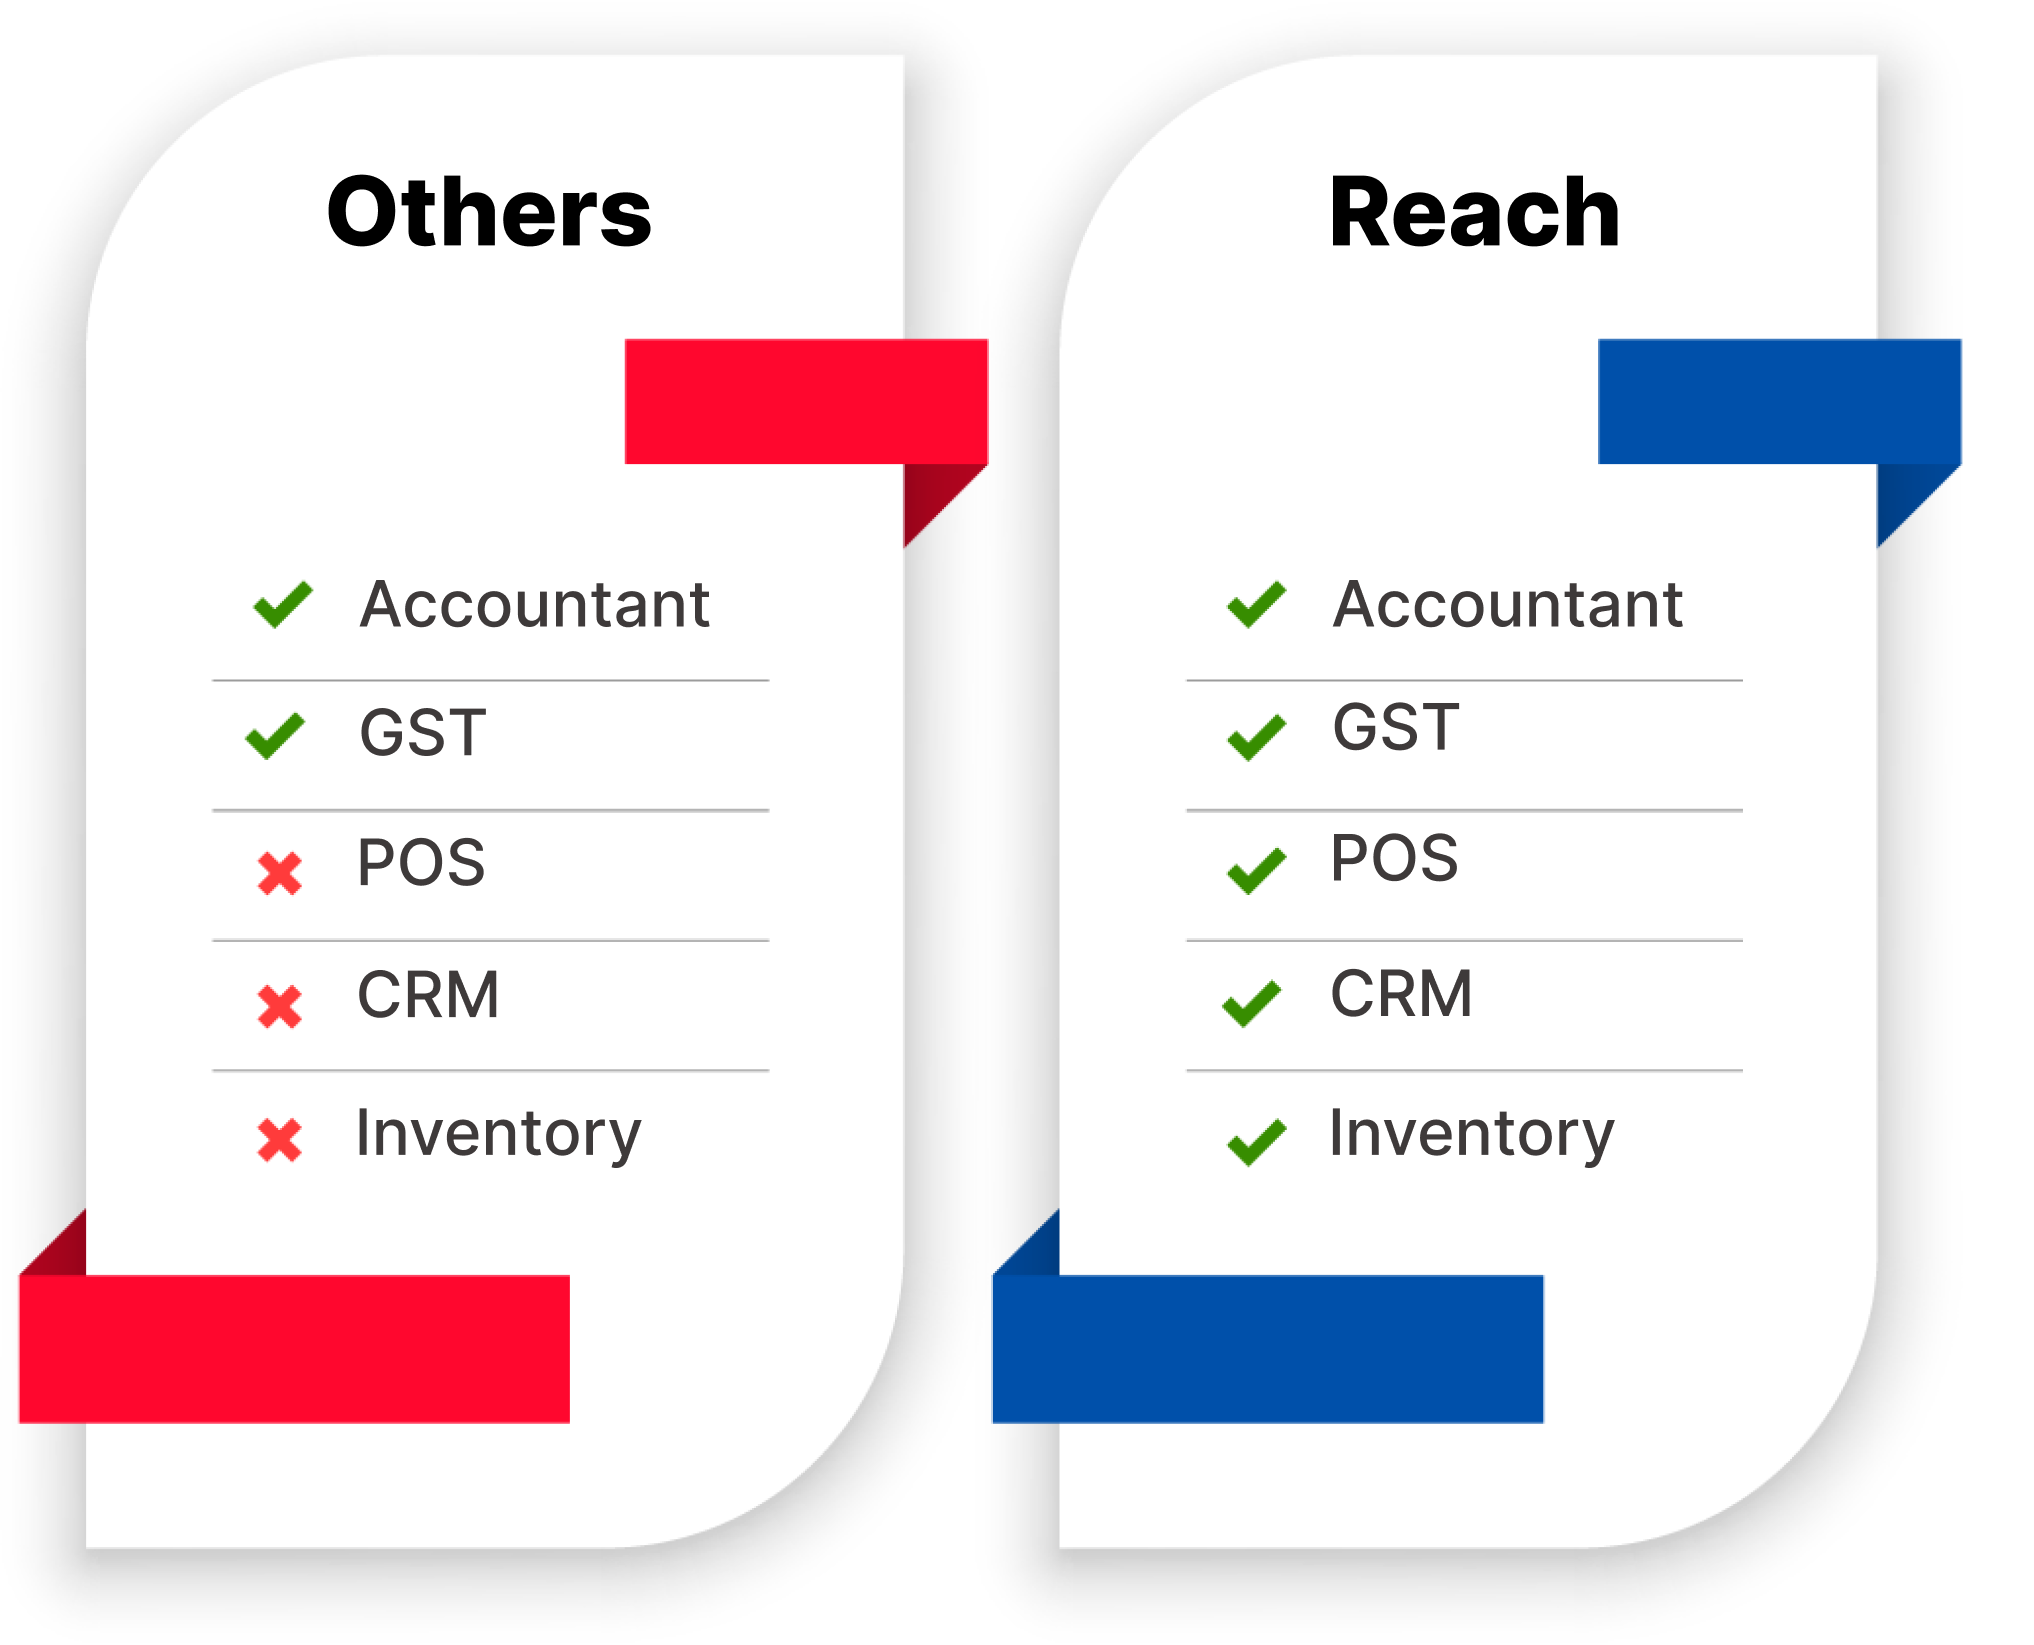 Others
Accountant
GST
POS
CRM
Inventory
Reach
Accountant
GST
POS
CRM
Inventory